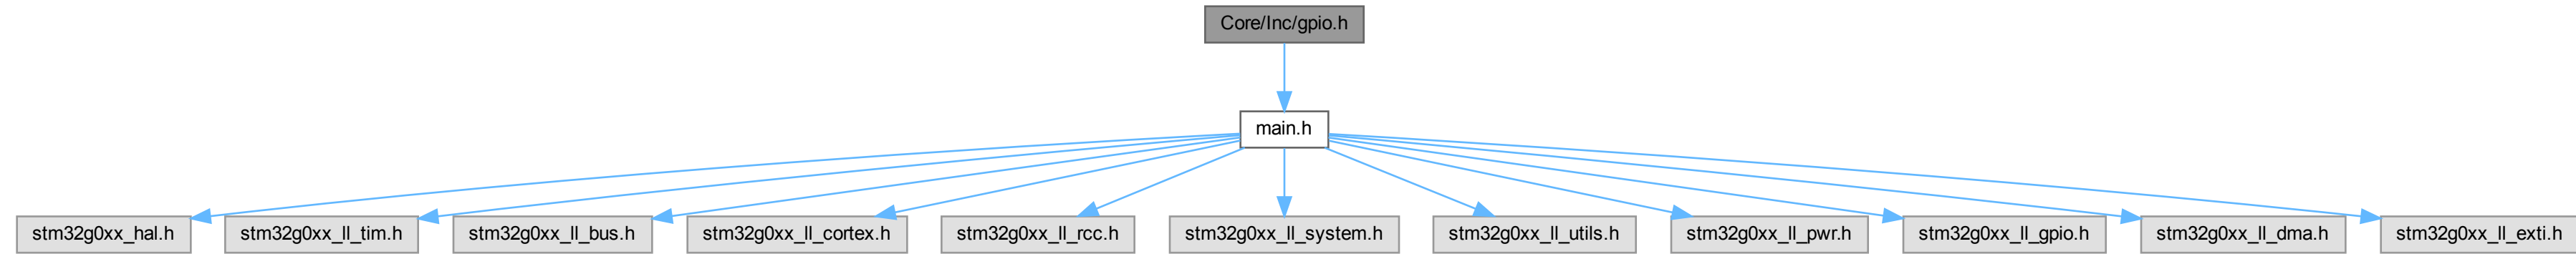 Core/Inc/gpio.h
main.h
stm32g0xx_hal.h
stm32g0xx_ll_tim.h
stm32g0xx_ll_bus.h
stm32g0xx_ll_cortex.h
stm32g0xx_ll_rcc.h
stm32g0xx_ll_system.h
stm32g0xx_ll_utils.h
stm32g0xx_ll_pwr.h
stm32g0xx_ll_gpio.h
stm32g0xx_ll_dma.h
stm32g0xx_ll_exti.h